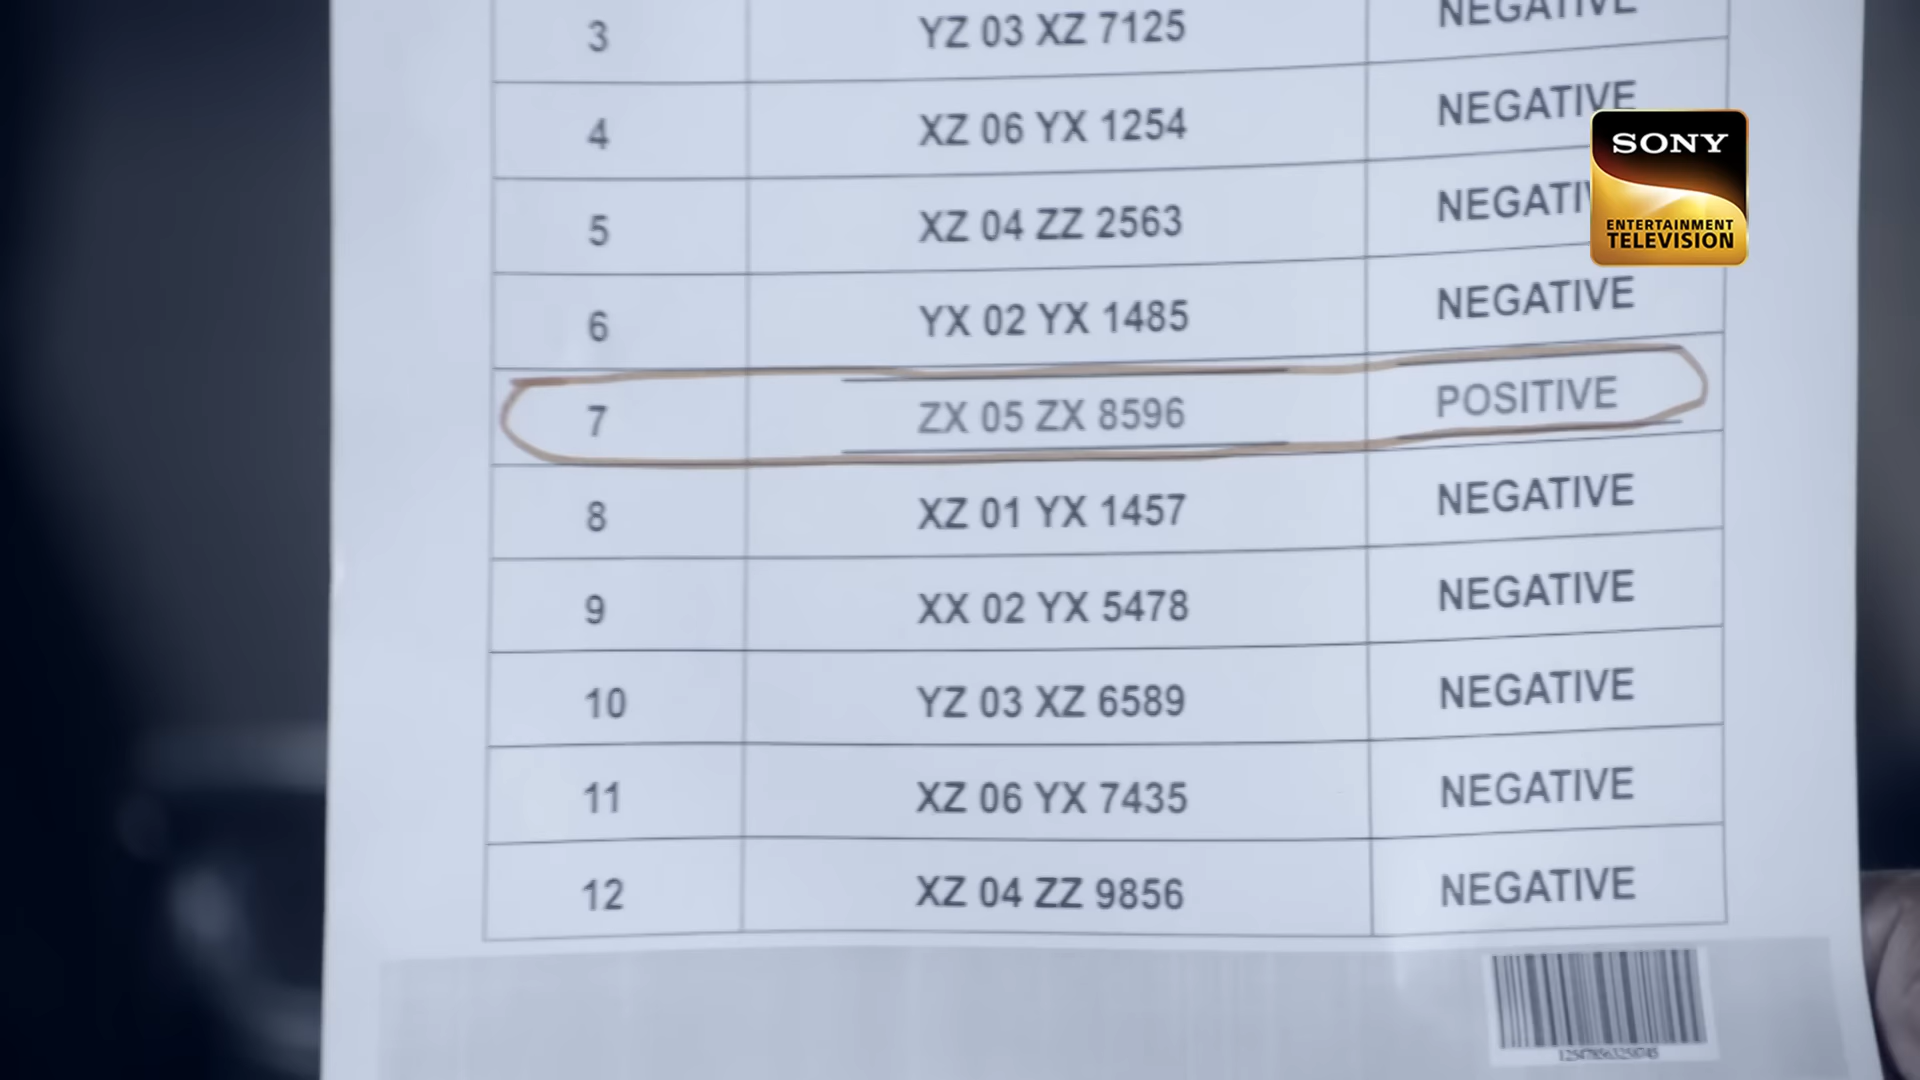 3 YZ 03 XZ 7125 NEGATIVE
4 XZ 06 YX 1254 NEGATIVE
5 XZ 04 ZZ 2563 NEGATI
6 YX 02 YX 1485 NEGATIVE
7 ZX 05 ZX 8596 POSITIVE
8 XZ 01 YX 1457 NEGATIVE
9 XX 02 YX 5478 NEGATIVE
10 YZ 03 XZ 6589 NEGATIVE
11 XZ 06 YX 7435 NEGATIVE
12 XZ 04 ZZ 9856 NEGATIVE
SONY
ENTERTAINMENT
TELEVISION